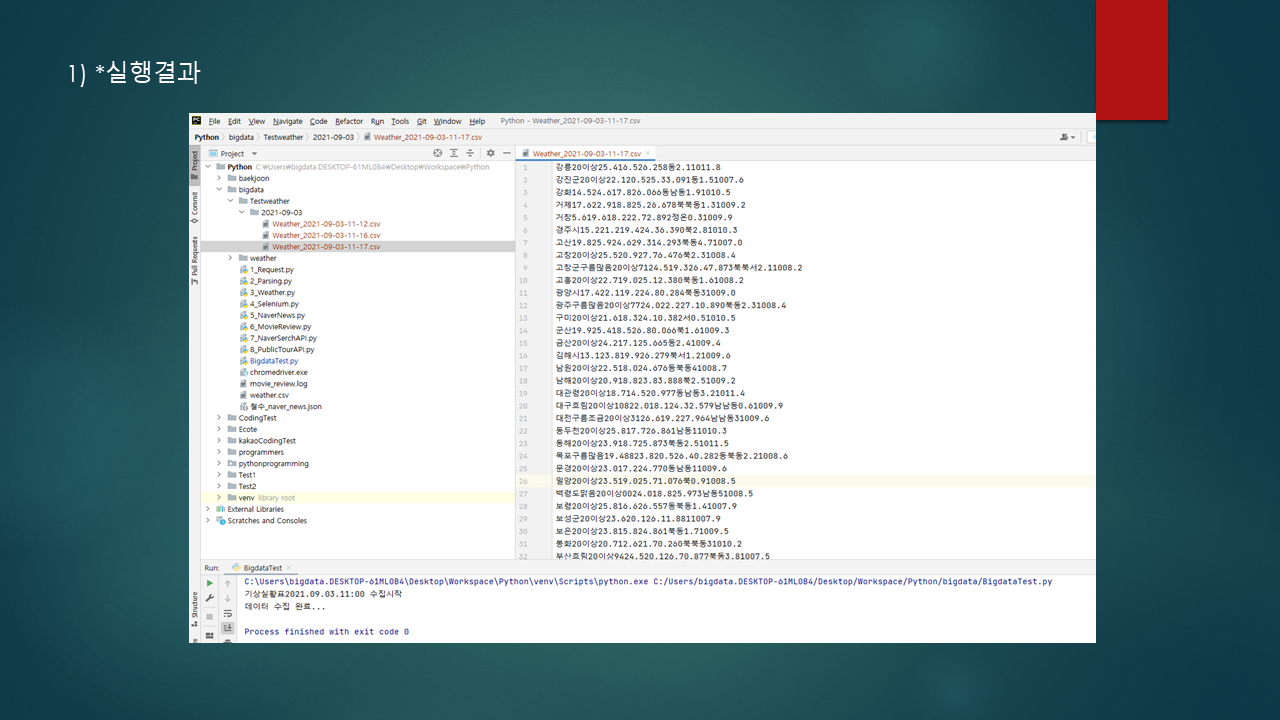 1) *실행결과
File Edit View Navigate Code Refactor Run Tools Git Window Help Python - Weather_2021-09-03-11-17.csv
Python bigdata Testweather 2021-09-03 Weather_2021-09-03-11-17.csv
Project
Commit
Pull Requests
Structure
Project
Python C:₩Users₩bigdata.DESKTOP-61ML0B4₩Desktop₩Workspace₩Python
baekjoon
bigdata
Testweather
2021-09-03
Weather_2021-09-03-11-12.csv
Weather_2021-09-03-11-16.csv
Weather_2021-09-03-11-17.csv
weather
1_Request.py
2_Parsing.py
3_Weather.py
4_Selenium.py
5_NaverNews.py
6_MovieReview.py
7_NaverSerchAPI.py
8_PublicTourAPI.py
BigdataTest.py
chromedriver.exe
movie_review.log
weather.csv
철수_naver_news.json
CodingTest
Ecote
kakaoCodingTest
programmers
pythonprogramming
Test1
Test2
venv library root
External Libraries
Scratches and Consoles
Weather_2021-09-03-11-17.csv
1 강릉20이상25.416.526.258동2.11011.8
2 강진군20이상22.120.525.33.091동1.51007.6
3 강화14.524.617.826.066동남동1.91010.5
4 거제17.622.918.825.26.678북북동1.31009.2
5 거창5.619.618.222.72.892정온0.31009.9
6 경주시15.221.219.424.36.390북2.81010.3
7 고산19.825.924.629.314.293북동4.71007.0
8 고창20이상25.520.927.76.476북2.31008.4
9 고창군구름많음20이상7124.519.326.47.873북북서2.11008.2
10 고흥20이상22.719.025.12.380동1.61008.2
11 광양시17.422.119.224.80.284북동31009.0
12 광주구름많음20이상7724.022.227.10.890북동2.31008.4
13 구미20이상21.618.324.10.382서0.51010.5
14 군산19.925.418.526.80.066북1.61009.3
15 금산20이상24.217.125.665동2.41009.4
16 김해시13.123.819.926.279북서1.21009.6
17 남원20이상22.518.024.676동북동41008.7
18 남해20이상20.918.823.83.888북2.51009.2
19 대관령20이상18.714.520.977동남동3.21011.4
20 대구흐림20이상10822.018.124.32.579남남동0.61009.9
21 대전구름조금20이상3126.619.227.964남남동31009.6
22 동두천20이상25.817.726.861남동11010.3
23 동해20이상23.918.725.873북동2.51011.5
24 목포구름많음19.48823.820.526.40.282동북동2.21008.6
25 문경20이상23.017.224.770동남동11009.6
26 밀양20이상23.519.025.71.076북0.91008.5
27 백령도맑음20이상0024.018.825.973남동51008.5
28 보령20이상25.816.626.557동북동1.41007.9
29 보성군20이상23.620.126.11.8811007.9
30 보은20이상23.815.824.861북동1.71009.5
31 봉화20이상20.712.621.70.260북북동31010.2
32 부산흐림20이상9424.520.126.70.877북동3.81007.5
Run: BigdataTest
C:\Users\bigdata.DESKTOP-61ML0B4\Desktop\Workspace\Python\venv\Scripts\python.exe C:/Users/bigdata.DESKTOP-61ML0B4/Desktop/Workspace/Python/bigdata/BigdataTest.py
기상실황표2021.09.03.11:00 수집시작
데이터 수집 완료...
Process finished with exit code 0